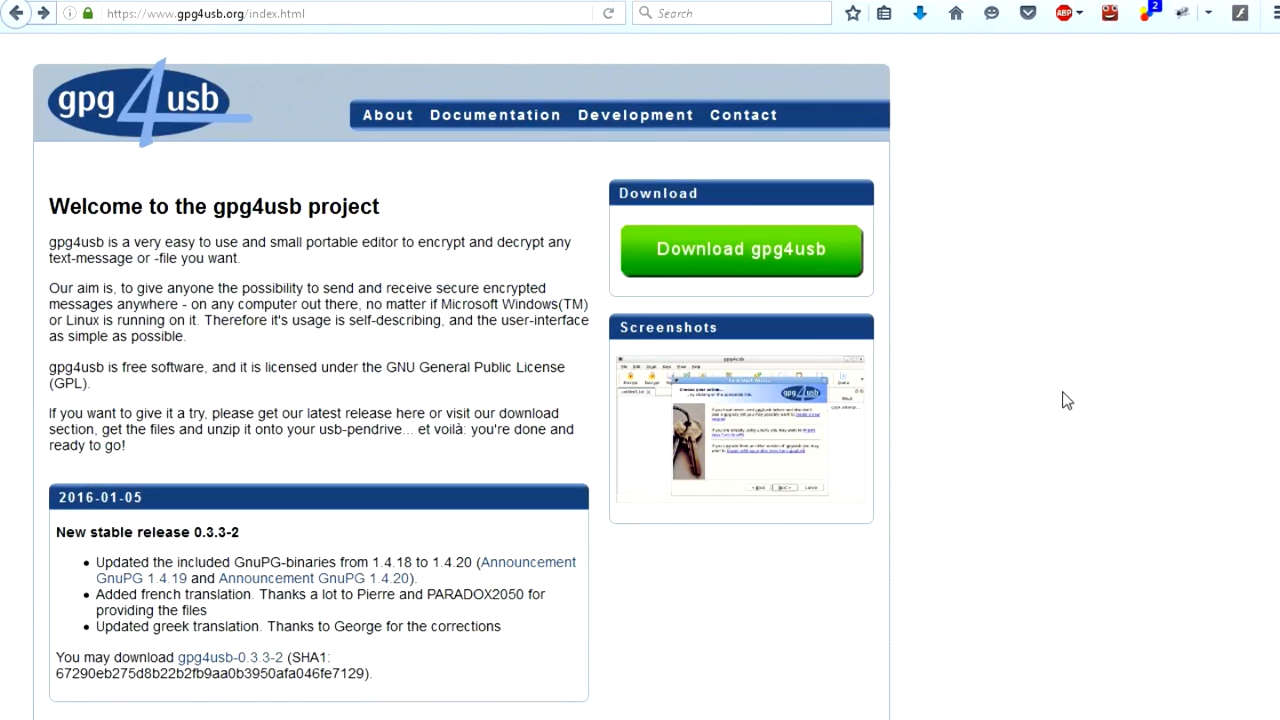 https://www.gpg4usb.org/index.html
Search
ABP
2
gpg4usb
About Documentation Development Contact
Welcome to the gpg4usb project
gpg4usb is a very easy to use and small portable editor to encrypt and decrypt any
text-message or -file you want.
Our aim is, to give anyone the possibility to send and receive secure encrypted
messages anywhere - on any computer out there, no matter if Microsoft Windows(TM)
or Linux is running on it. Therefore it's usage is self-describing, and the user-interface
as simple as possible.
gpg4usb is free software, and it is licensed under the GNU General Public License
(GPL).
If you want to give it a try, please get our latest release here or visit our download
section, get the files and unzip it onto your usb-pendrive... et voilà: you're done and
ready to go!
2016-01-05
New stable release 0.3.3-2
Updated the included GnuPG-binaries from 1.4.18 to 1.4.20 (Announcement
GnuPG 1.4.19 and Announcement GnuPG 1.4.20).
Added french translation. Thanks a lot to Pierre and PARADOX2050 for
providing the files
Updated greek translation. Thanks to George for the corrections
You may download gpg4usb-0.3.3-2 (SHA1:
67290eb275d8b22b2fb9aa0b3950afa046fe7129).
Download
Download gpg4usb
Screenshots
gpg4usb